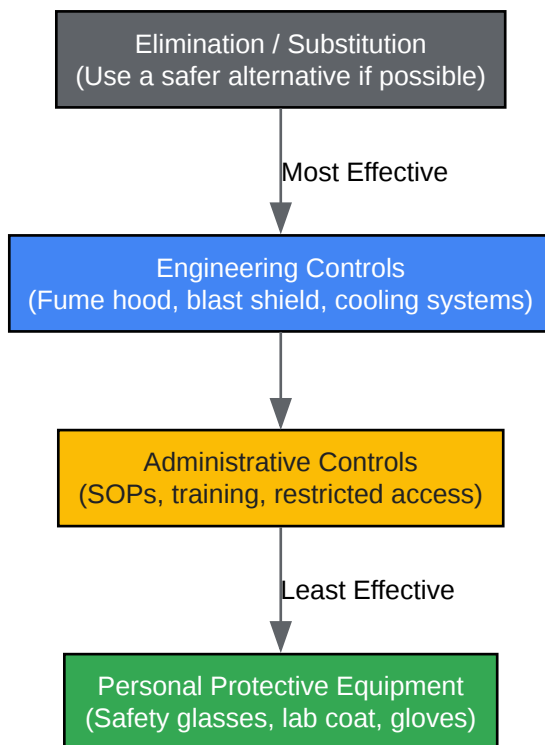 Elimination / Substitution
(Use a safer alternative if possible)
Most Effective
Engineering Controls
(Fume hood, blast shield, cooling systems)
Administrative Controls
(SOPs, training, restricted access)
Least Effective
Personal Protective Equipment
(Safety glasses, lab coat, gloves)